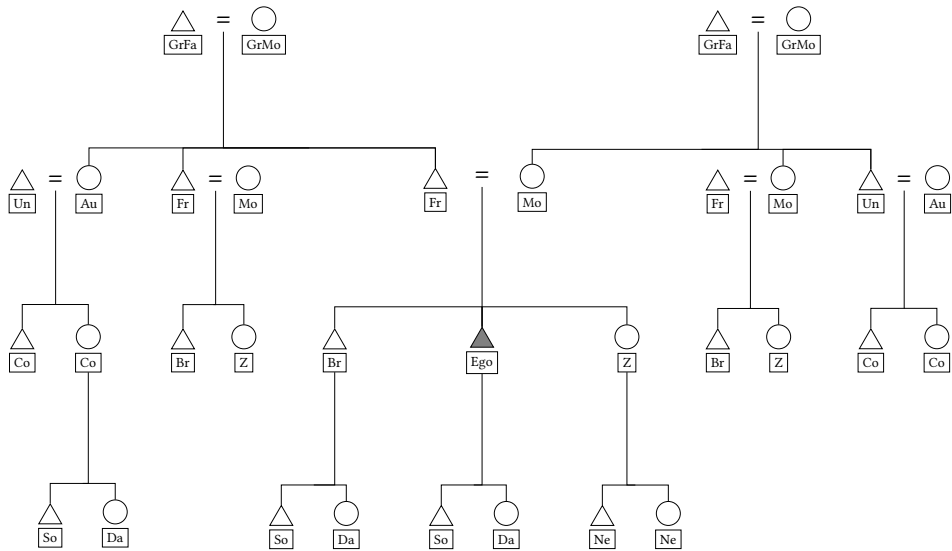 = =
GrFa GrMo GrFa GrMo
= = = = =
Un Au Fr Mo Fr Mo Fr Mo Un Au
Co Co Br Z Br Ego Z Br Z Co Co
So Da So Da So Da Ne Ne